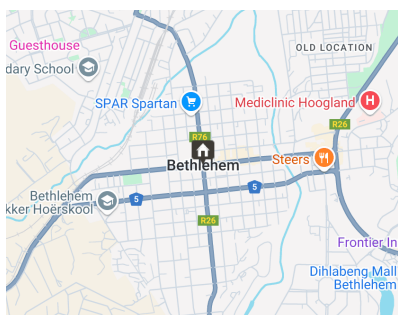 Guesthouse
OLD LOCATION
dary School
SPAR Spartan
Mediclinic Hoogland
H
R26
R76
Steers
Bethlehem
5
5
Bethlehem
kker Hoërskool
R26
Frontier In
Dihlabeng Mall
Bethlehem